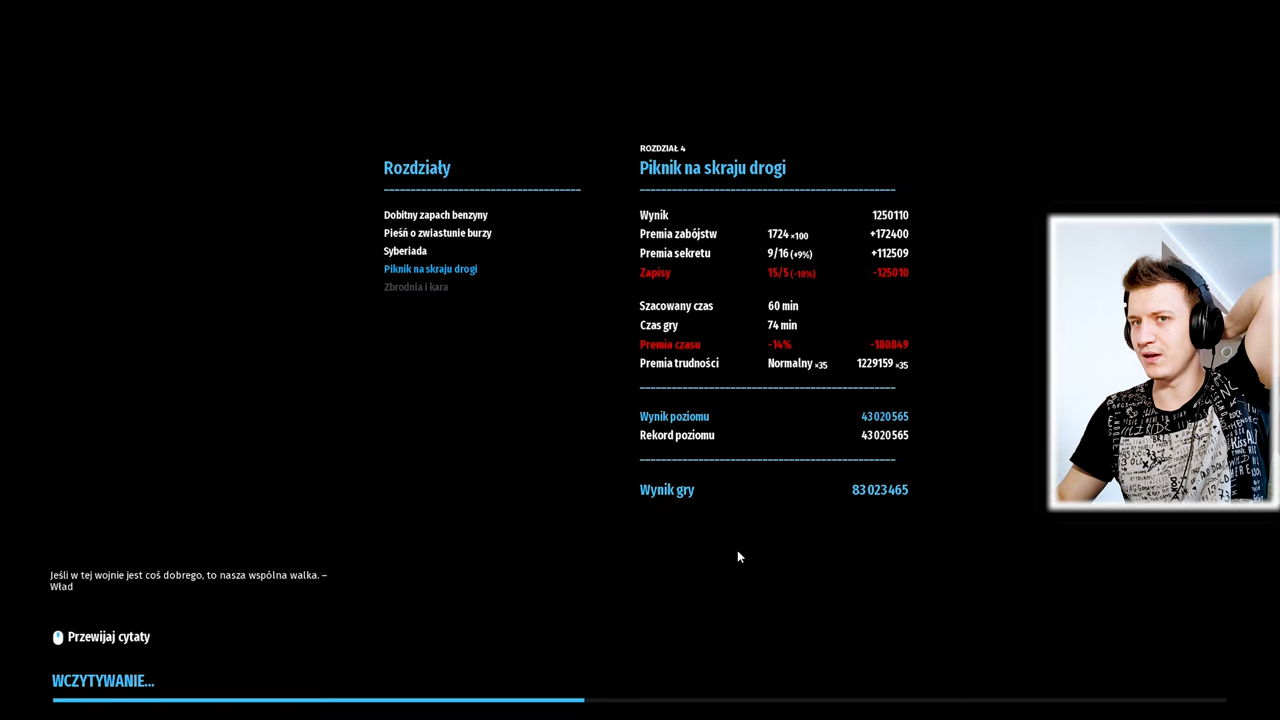 Rozdziały
Dobitny zapach benzyny
Pieśń o zwiastunie burzy
Syberiada
Piknik na skraju drogi
Zbrodnia i kara
ROZDZIAŁ 4
Piknik na skraju drogi
Wynik 1250110
Premia zabójstw 1724 ×100 +172400
Premia sekretu 9/16 (+9%) +112509
Zapisy 15/5 (-10%) -125010
Szacowany czas 60 min
Czas gry 74 min
Premia czasu -14% -180849
Premia trudności Normalny ×35 1229159 ×35
Wynik poziomu 43020565
Rekord poziomu 43020565
Wynik gry 83023465
Jeśli w tej wojnie jest coś dobrego, to nasza wspólna walka. –
Wład
Przewijaj cytaty
WCZYTYWANIE...